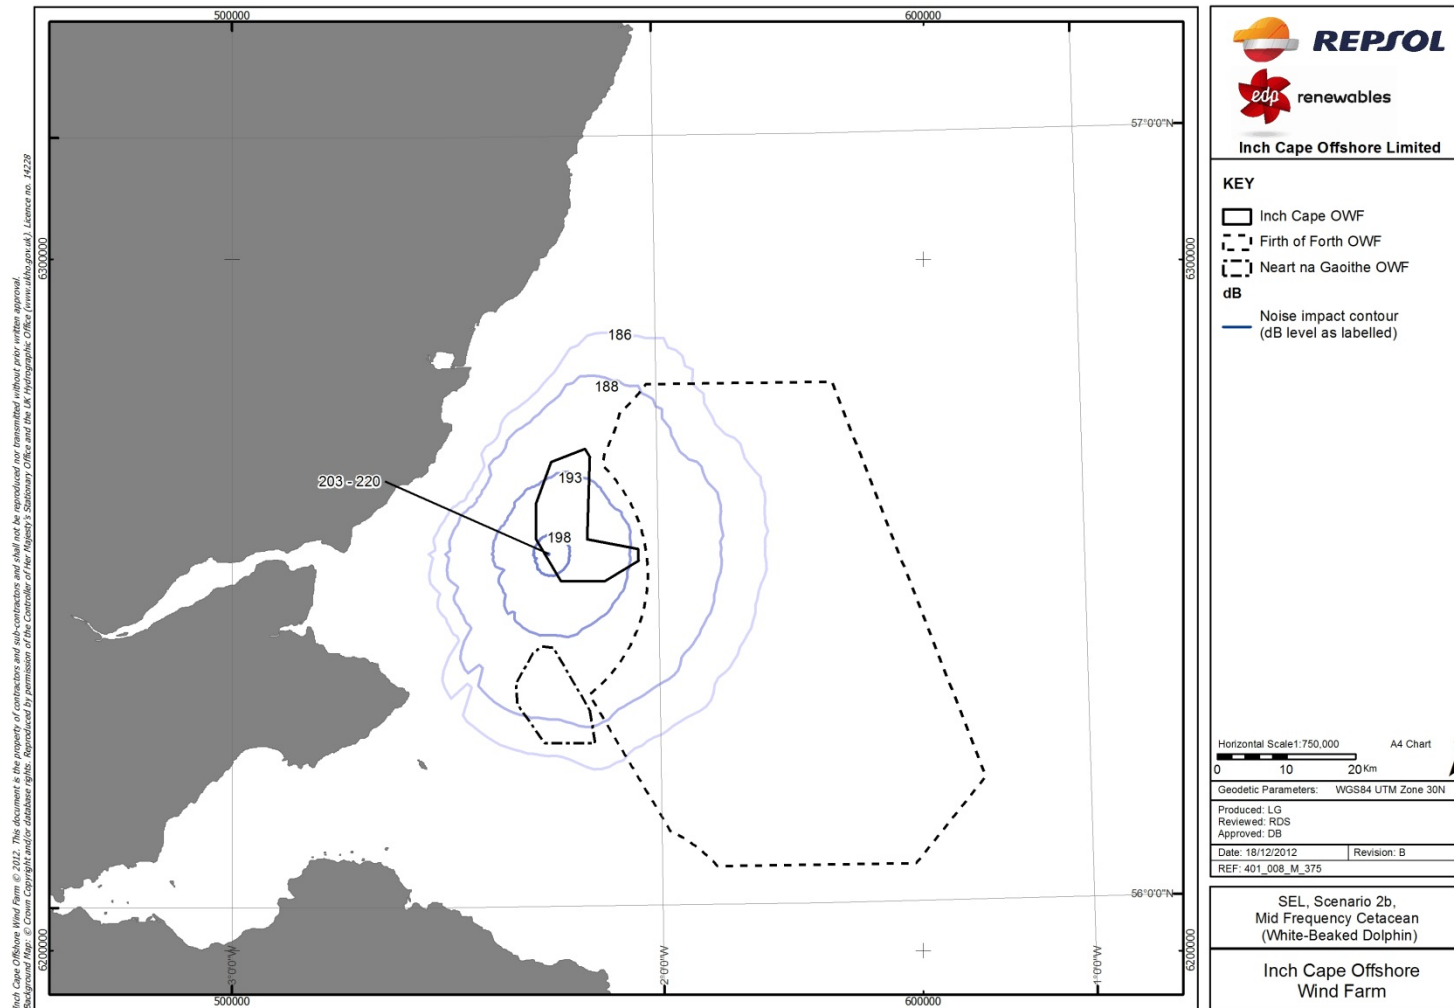 500000
600000
57°0'0"N
6300000
6300000
186
188
193
203 - 220
198
56°0'0"N
6200000
6200000
3°0'0"W
2°0'0"W
1°0'0"W
500000
600000
Inch Cape Offshore Wind Farm © 2012. This document is the property of contractors and sub-contractors and shall not be reproduced nor transmitted without prior written approval.
Background Map: © Crown Copyright and/or database rights. Reproduced by permission of the Controller of Her Majesty's Stationary Office and the UK Hydrographic Office (www.ukho.gov.uk). Licence no. 14228
REPSOL
edp renewables
Inch Cape Offshore Limited
KEY
Inch Cape OWF
Firth of Forth OWF
Neart na Gaoithe OWF
dB
Noise impact contour
(dB level as labelled)
Horizontal Scale1:750,000 A4 Chart
0 10 20 Km
Geodetic Parameters: WGS84 UTM Zone 30N
Produced: LG
Reviewed: RDS
Approved: DB
Date: 18/12/2012 Revision: B
REF: 401_008_M_375
SEL, Scenario 2b,
Mid Frequency Cetacean
(White-Beaked Dolphin)
Inch Cape Offshore
Wind Farm